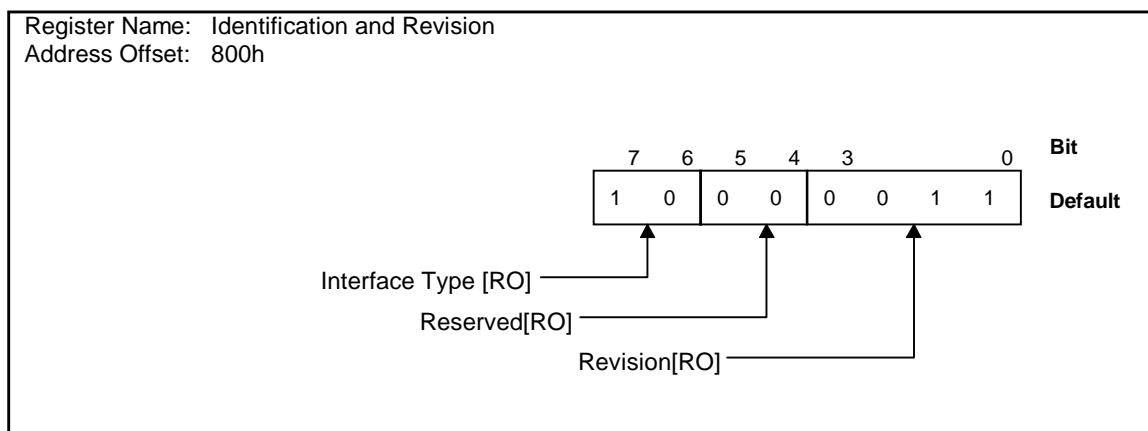 Register Name: Identification and Revision
Address Offset: 800h
7 6 5 4 3 0 Bit
1 0 0 0 0 0 1 1 Default
Interface Type [RO]
Reserved[RO]
Revision[RO]